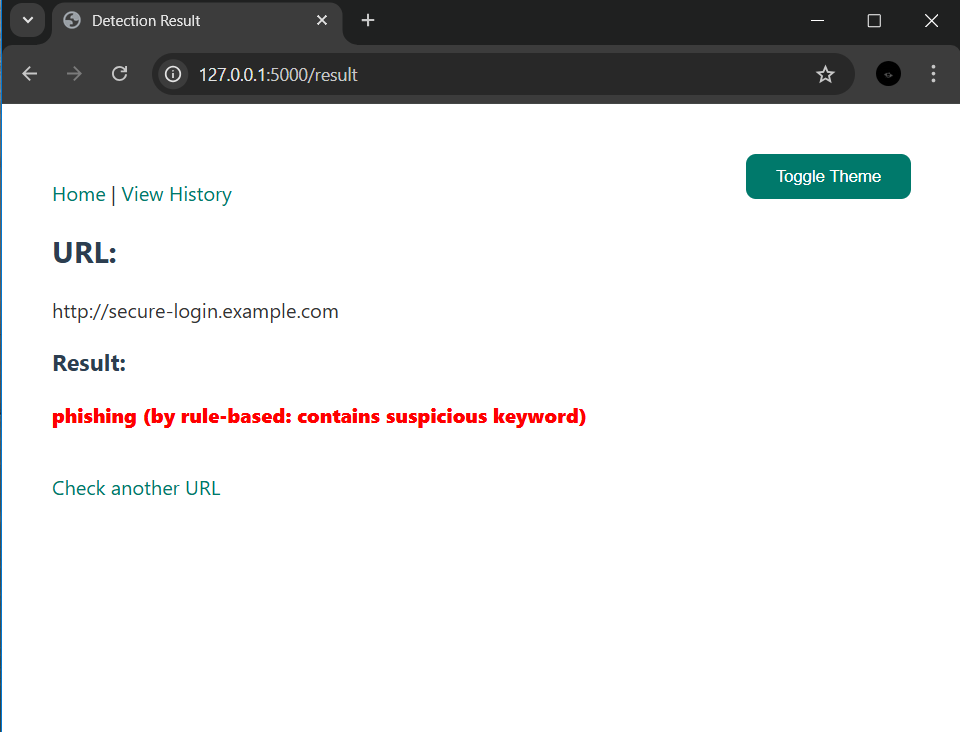 Detection Result
127.0.0.1:5000/result
Toggle Theme
Home | View History
URL:
http://secure-login.example.com
Result:
phishing (by rule-based: contains suspicious keyword)
Check another URL